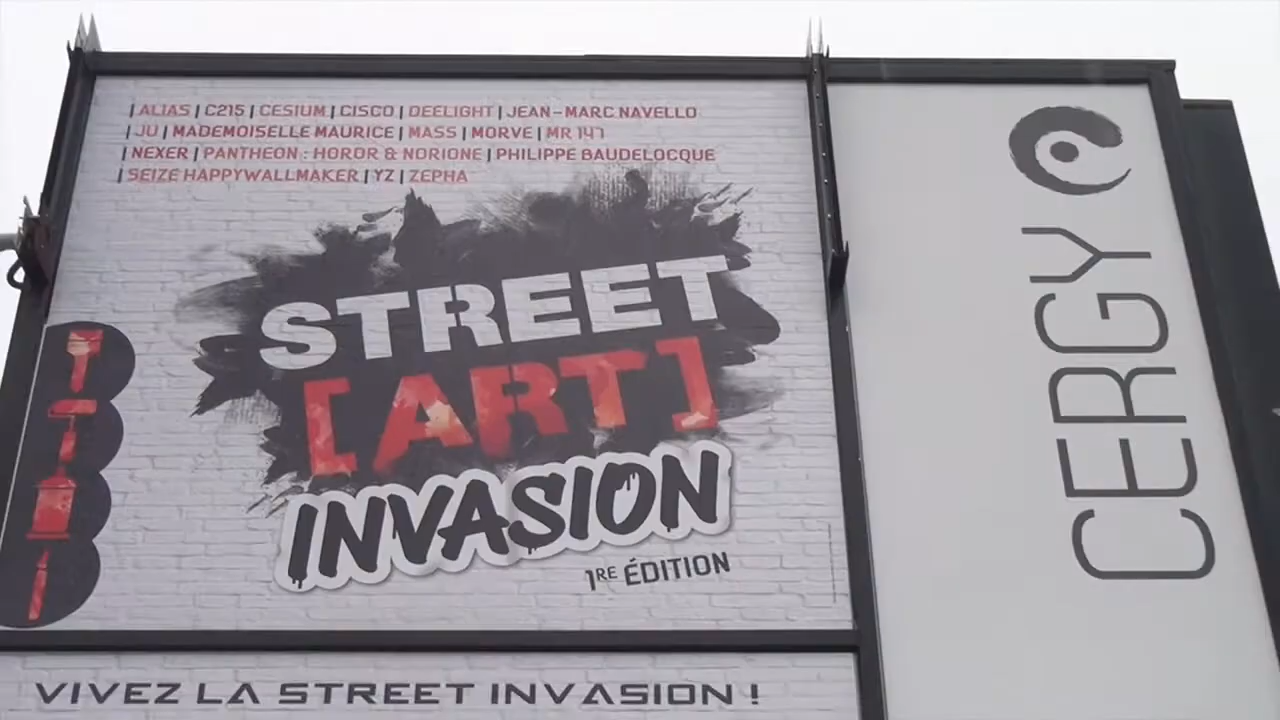 | ALIAS | C215 | CESIUM | CISCO | DEELIGHT | JEAN-MARC NAVELLO
| JU | MADEMOISELLE MAURICE | MASS | MORVE | MR 147
| NEXER | PANTHEON : HORDR & NORIONE | PHILIPPE BAUDELOCQUE
| SEIZE HAPPYWALLMAKER | YZ | ZEPHA
STREET
[ART]
INVASION
1RE ÉDITION
VIVEZ LA STREET INVASION !
CERGY